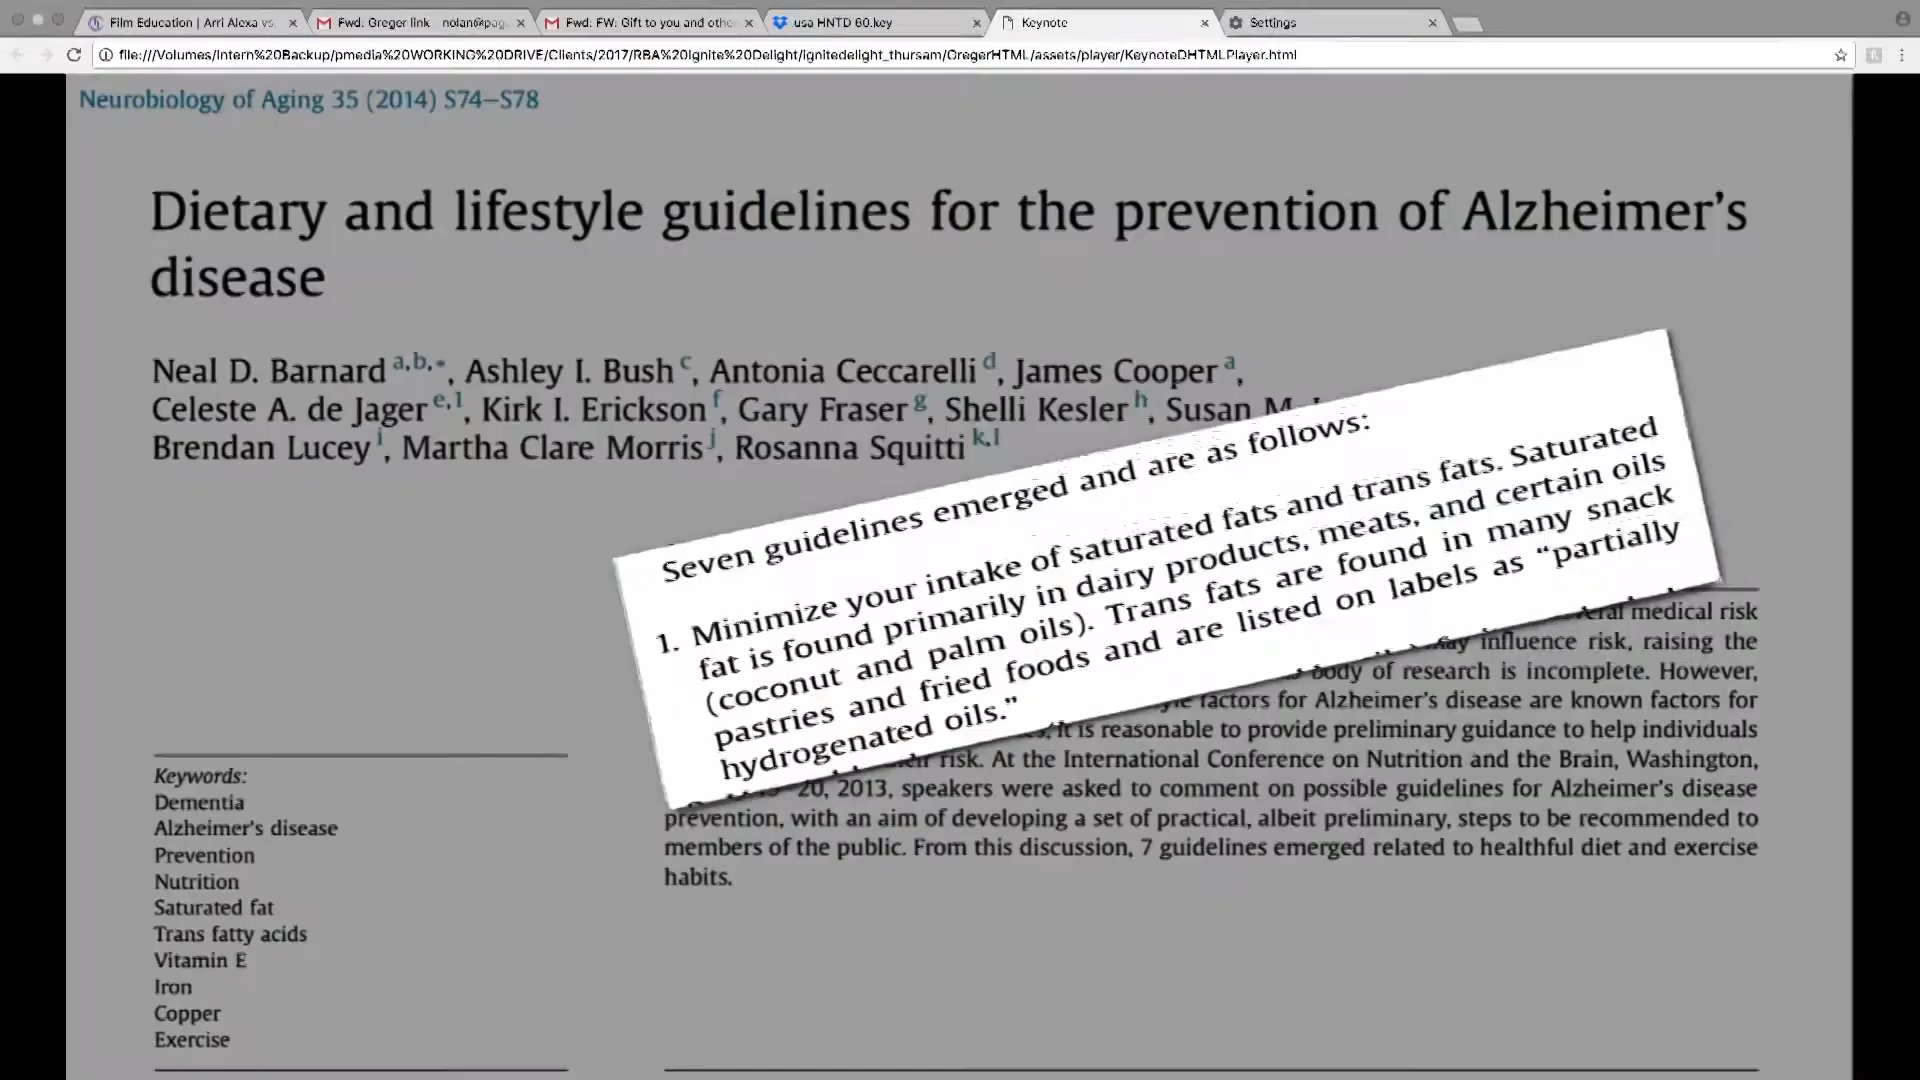 Film Education | Arri Alexa vs.
Fwd: Greger link - nolan@pag
Fwd: FW: Gift to you and othe
usa HNTD 60.key
Keynote
Settings
file:///Volumes/Intern%20Backup/pmedia%20WORKING%20DRIVE/Clients/2017/RBA%20Ignite%20Delight/ignitedelight_thursam/GregerHTML/assets/player/KeynoteDHTMLPlayer.html
Neurobiology of Aging 35 (2014) S74–S78
Dietary and lifestyle guidelines for the prevention of Alzheimer's
disease
Neal D. Barnard a,b,*, Ashley I. Bush c, Antonia Ceccarelli d, James Cooper a,
Celeste A. de Jager e,1, Kirk I. Erickson f, Gary Fraser g, Shelli Kesler h, Susan M.
Brendan Lucey i, Martha Clare Morris j, Rosanna Squitti k,l
Seven guidelines emerged and are as follows:
1. Minimize your intake of saturated fats and trans fats. Saturated
fat is found primarily in dairy products, meats, and certain oils
(coconut and palm oils). Trans fats are found in many snack
pastries and fried foods and are listed on labels as “partially
hydrogenated oils.”
medical risk
influence risk, raising the
body of research is incomplete. However,
factors for Alzheimer's disease are known factors for
it is reasonable to provide preliminary guidance to help individuals
risk. At the International Conference on Nutrition and the Brain, Washington,
20, 2013, speakers were asked to comment on possible guidelines for Alzheimer's disease
prevention, with an aim of developing a set of practical, albeit preliminary, steps to be recommended to
members of the public. From this discussion, 7 guidelines emerged related to healthful diet and exercise
habits.
Keywords:
Dementia
Alzheimer's disease
Prevention
Nutrition
Saturated fat
Trans fatty acids
Vitamin E
Iron
Copper
Exercise